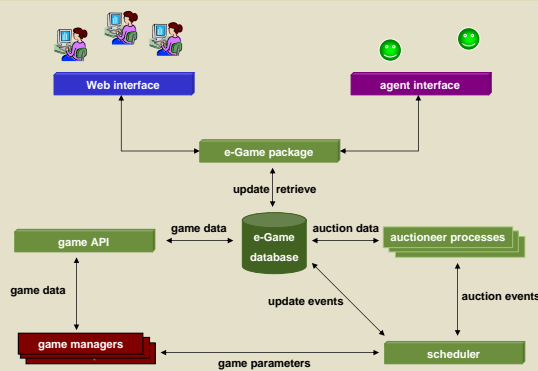 Web interface
agent interface
e-Game package
update retrieve
game API
game data
e-Game
database
auction data
auctioneer processes
game data
update events
auction events
game managers
game parameters
scheduler